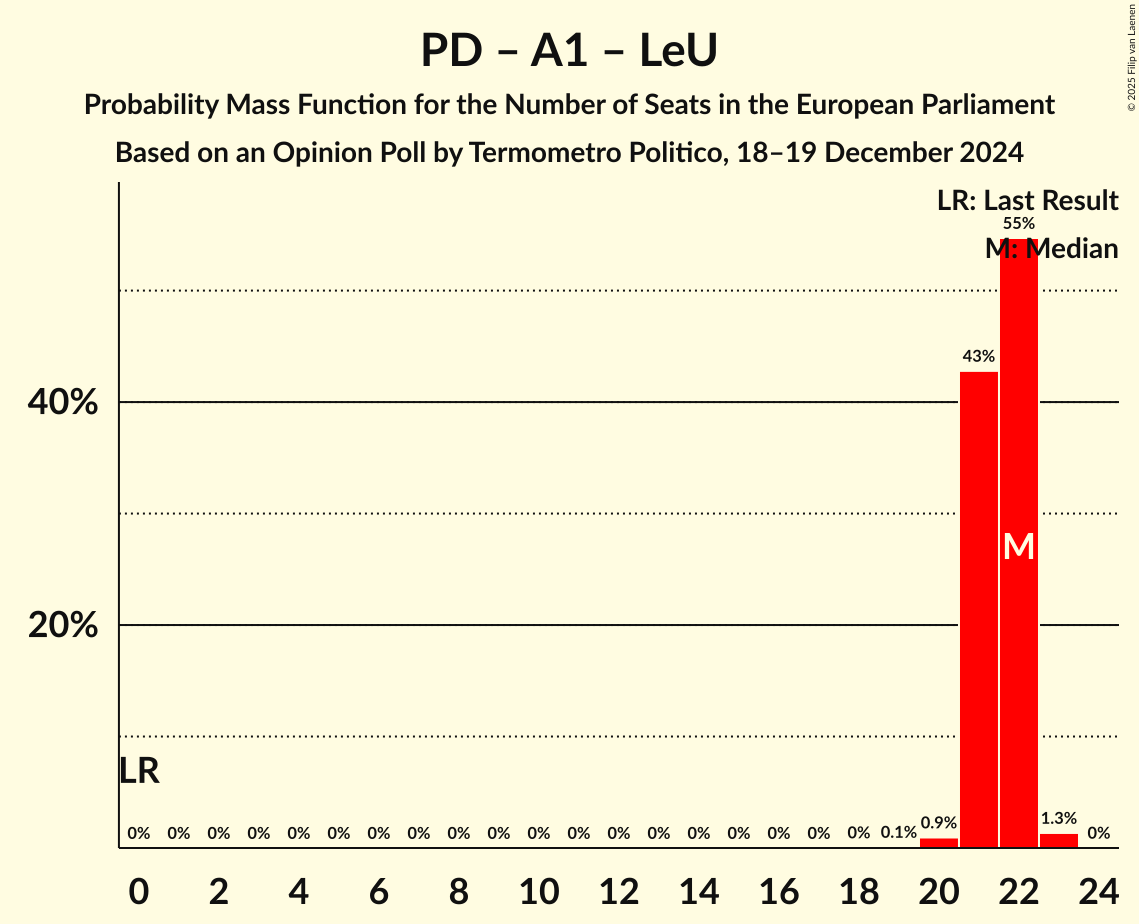 PD – A1 – LeU
Probability Mass Function for the Number of Seats in the European Parliament
Based on an Opinion Poll by Termometro Politico, 18–19 December 2024
© 2025 Filip van Laenen
LR: Last Result
55%
M: Median
43%
40%
M
20%
LR
0% 0% 0% 0% 0% 0% 0% 0% 0% 0% 0% 0% 0% 0% 0% 0% 0% 0% 0% 0.1% 0.9% 1.3% 0%
0 2 4 6 8 10 12 14 16 18 20 22 24